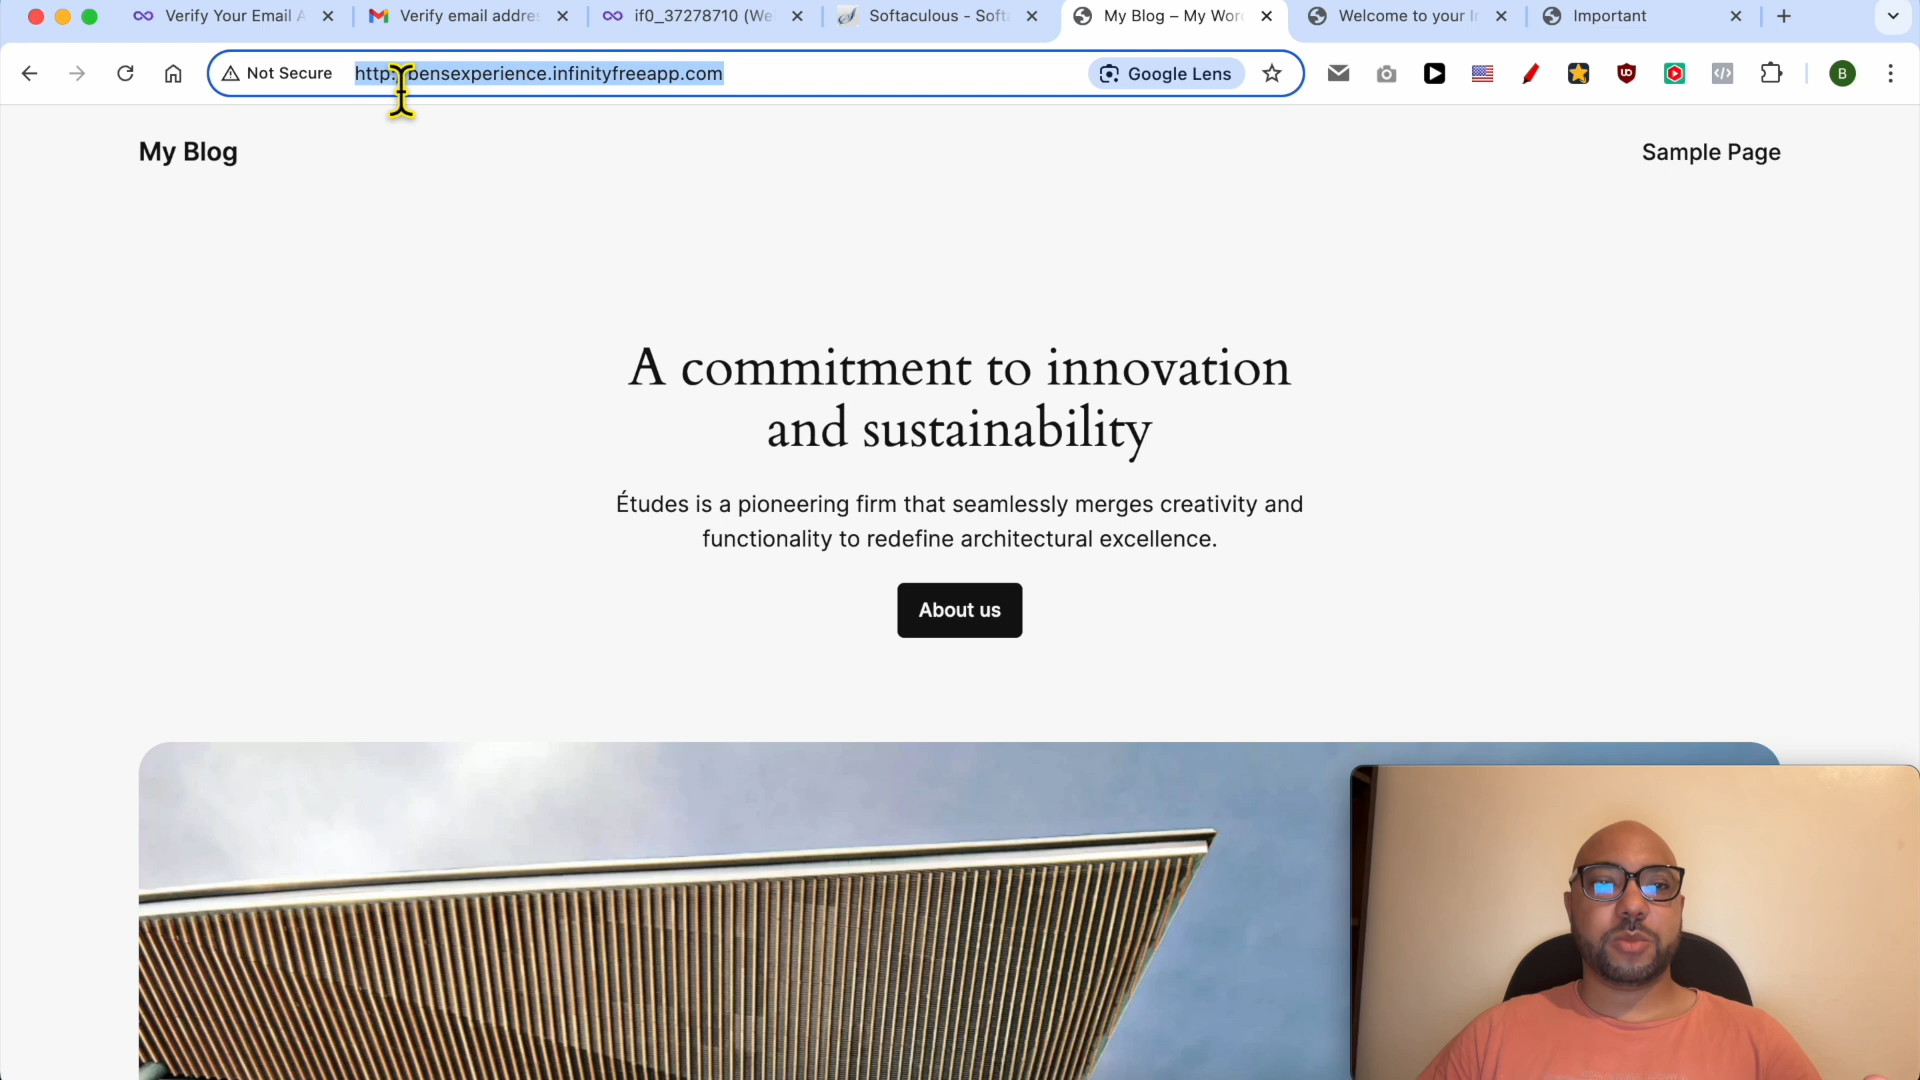 Verify Your Email A
Verify email addre
if0_37278710 (We
Softaculous - Soft
My Blog – My Wor
Welcome to your I
Important
Not Secure
bensexperience.infinityfreeapp.com
Google Lens
B
My Blog
Sample Page
A commitment to innovation
and sustainability
Études is a pioneering firm that seamlessly merges creativity and
functionality to redefine architectural excellence.
About us